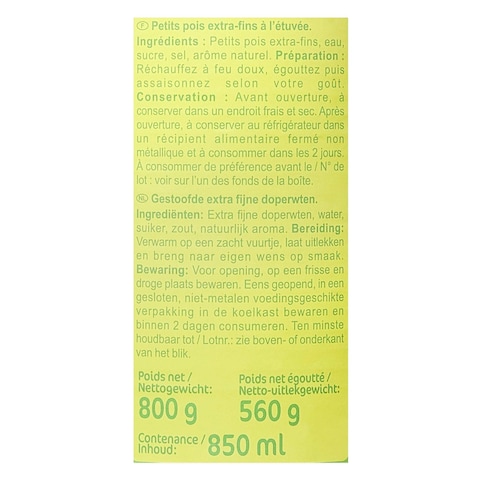 F Petits pois extra-fins à l'étuvée.
Ingrédients : Petits pois extra-fins, eau,
sucre, sel, arôme naturel. Préparation :
Réchauffez à feu doux, égouttez puis
assaisonnez selon votre goût.
Conservation : Avant ouverture, à
conserver dans un endroit frais et sec. Après
ouverture, à conserver au réfrigérateur dans
un récipient alimentaire fermé non
métallique et à consommer dans les 2 jours.
À consommer de préférence avant le / N° de
lot : voir sur l'un des fonds de la boîte.
NL Gestoofde extra fijne doperwten.
Ingrediënten: Extra fijne doperwten, water,
suiker, zout, natuurlijk aroma. Bereiding:
Verwarm op een zacht vuurtje, laat uitlekken
en breng naar eigen wens op smaak.
Bewaring: Voor opening, op een frisse en
droge plaats bewaren. Eens geopend, in een
gesloten, niet-metalen voedingsgeschikte
verpakking in de koelkast bewaren en
binnen 2 dagen consumeren. Ten minste
houdbaar tot / Lotnr.: zie boven- of onderkant
van het blik.
Poids net / Poids net égoutté /
Nettogewicht: Netto-uitlekgewicht:
800 g 560 g
Contenance /
Inhoud: 850 ml